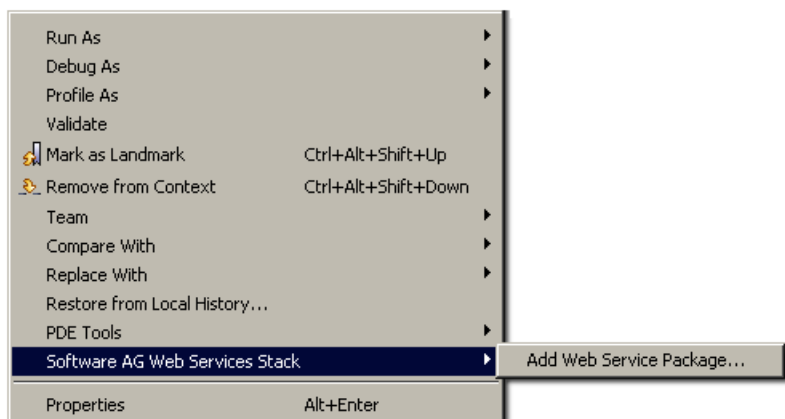 Run As
Debug As
Profile As
Validate
Mark as Landmark Ctrl+Alt+Shift+Up
Remove from Context Ctrl+Alt+Shift+Down
Team
Compare With
Replace With
Restore from Local History...
PDE Tools
Software AG Web Services Stack Add Web Service Package...
Properties Alt+Enter